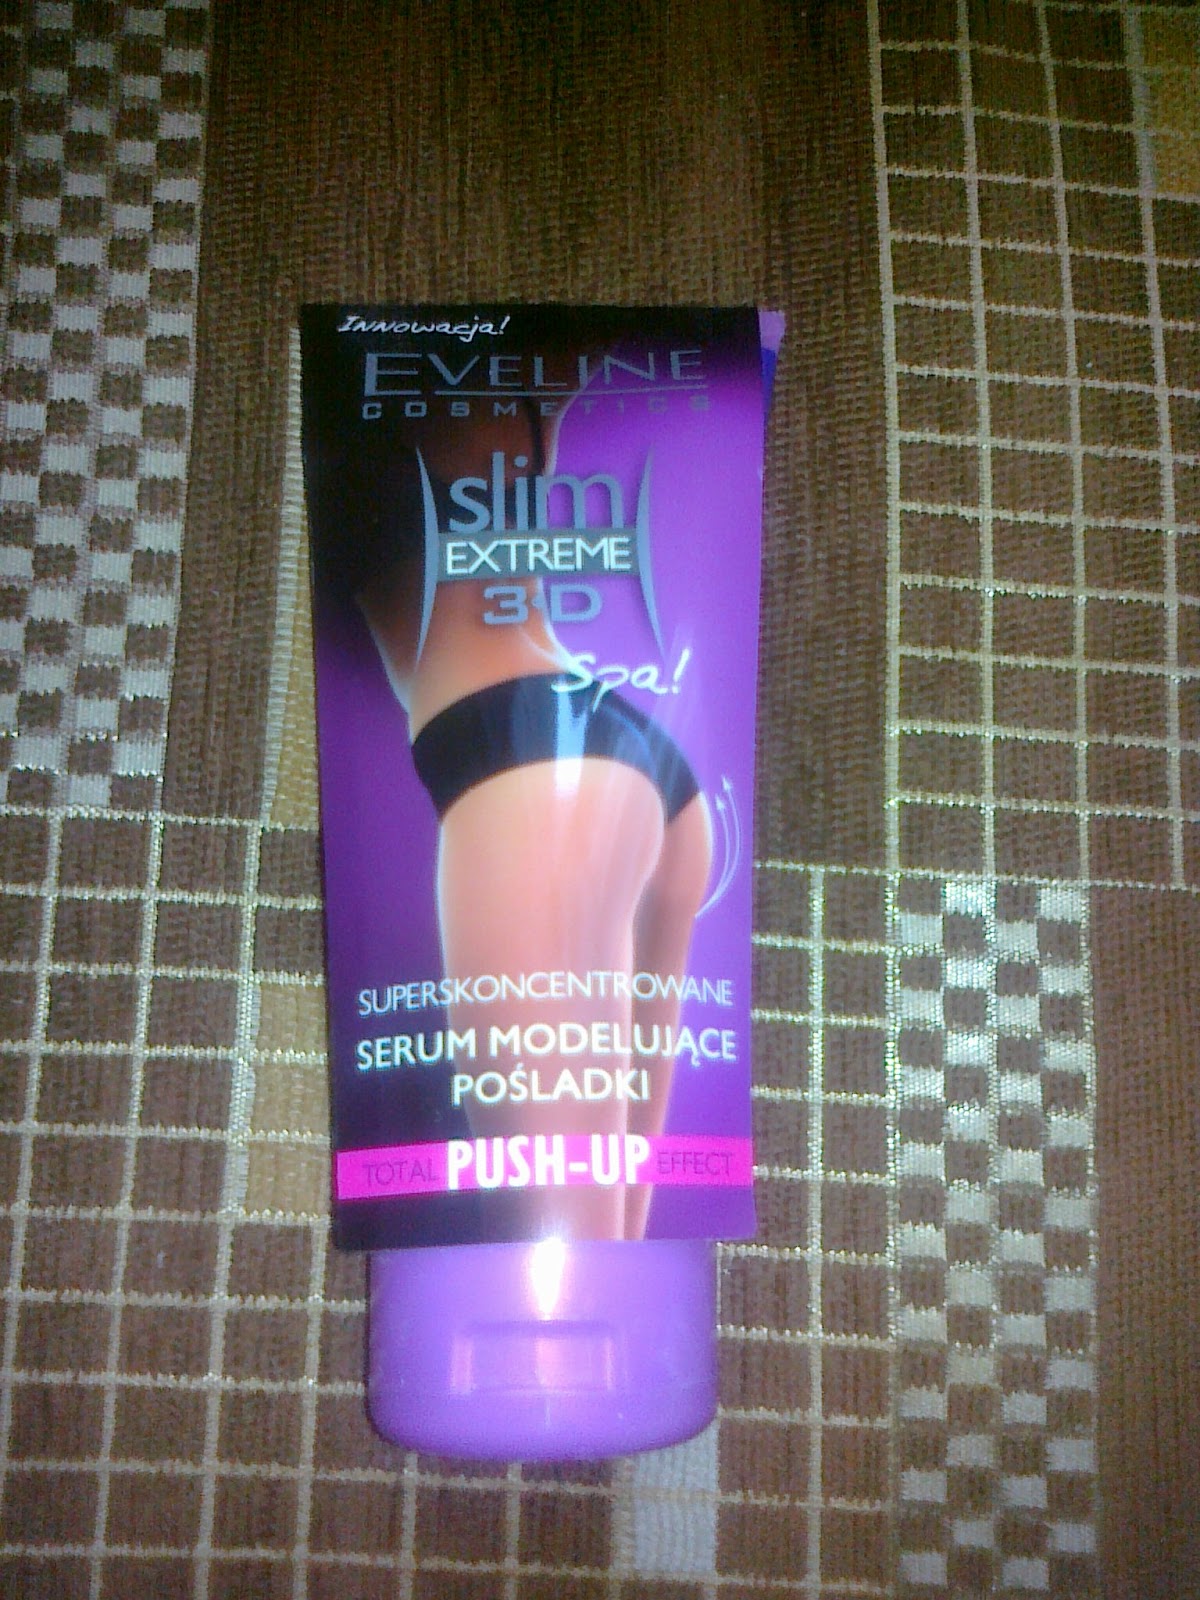 Innowacja!
EVELINE
COSMETICS
slim
EXTREME
3D
Spa!
SUPERSKONCENTROWANE
SERUM MODELUJĄCE
POŚLADKI
TOTAL PUSH-UP EFFECT